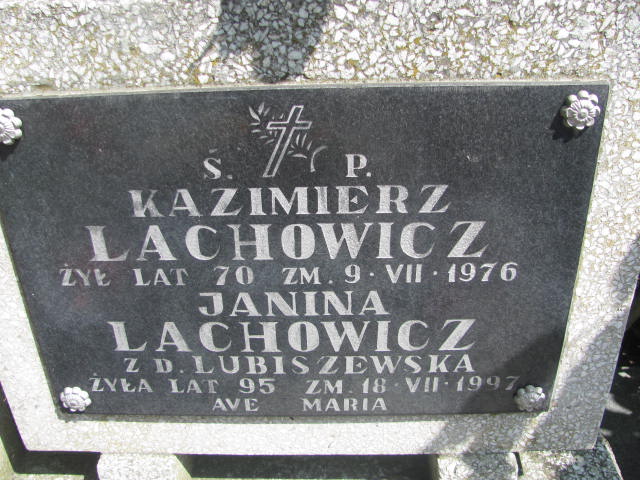 Ś. P.
KAZIMIERZ
LACHOWICZ
ŻYŁ LAT 70 ZM. 9·VII·1976
JANINA
LACHOWICZ
Z D. LUBISZEWSKA
ŻYŁA LAT 95 ZM. 18·VII·1997
AVE MARIA